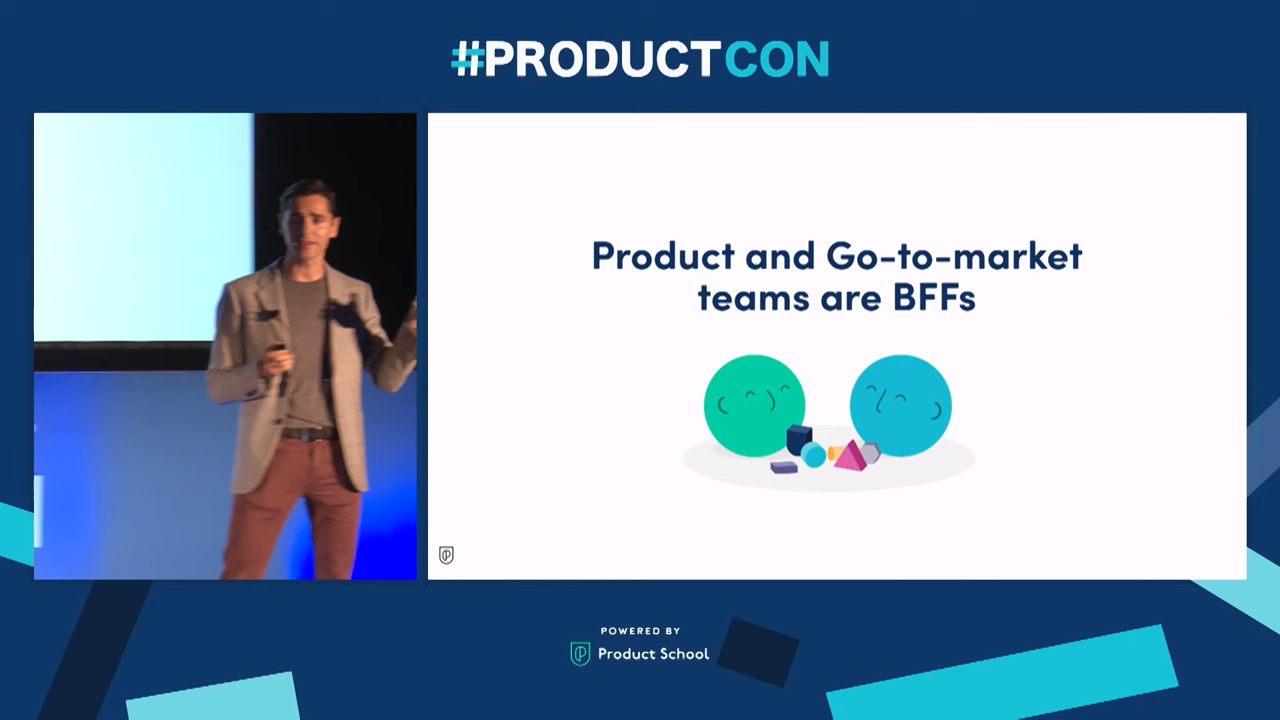 #PRODUCTCON
Product and Go-to-market
teams are BFFs
POWERED BY
Product School